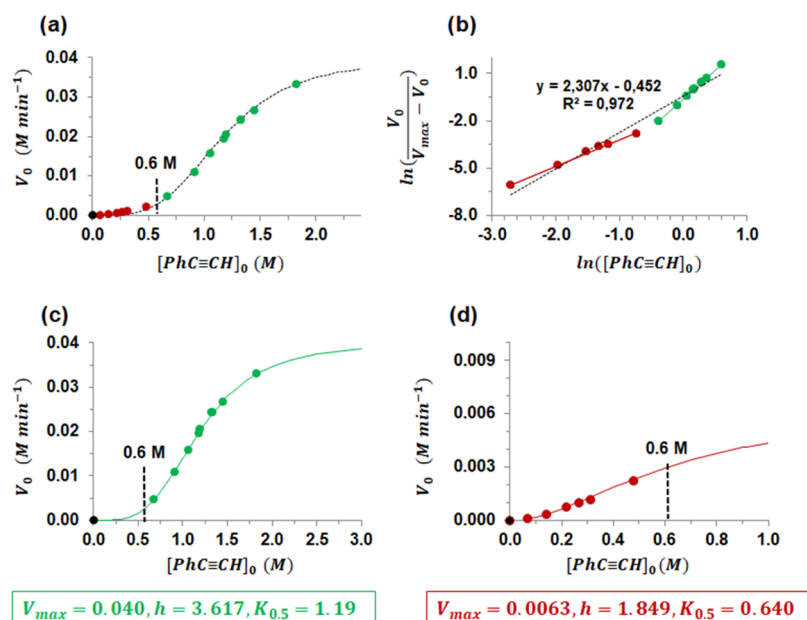 (a)
0.04
0.03
0.02
0.01
0.00
V₀ (M min⁻¹)
0.6 M
0.0 0.5 1.0 1.5 2.0
[PhC≡CH]₀ (M)
(b)
1.0
-2.0
-5.0
-8.0
ln(V₀/(Vₘₐₓ − V₀))
y = 2,307x - 0,452
R² = 0,972
-3.0 -2.0 -1.0 0.0 1.0
ln([PhC≡CH]₀)
(c)
0.04
0.03
0.02
0.01
0.00
V₀ (M min⁻¹)
0.6 M
0.0 0.5 1.0 1.5 2.0 2.5 3.0
[PhC≡CH]₀ (M)
V_max = 0.040, h = 3.617, K₀.₅ = 1.19
(d)
0.009
0.006
0.003
0.000
V₀ (M min⁻¹)
0.6 M
0.0 0.2 0.4 0.6 0.8 1.0
[PhC≡CH]₀ (M)
V_max = 0.0063, h = 1.849, K₀.₅ = 0.640